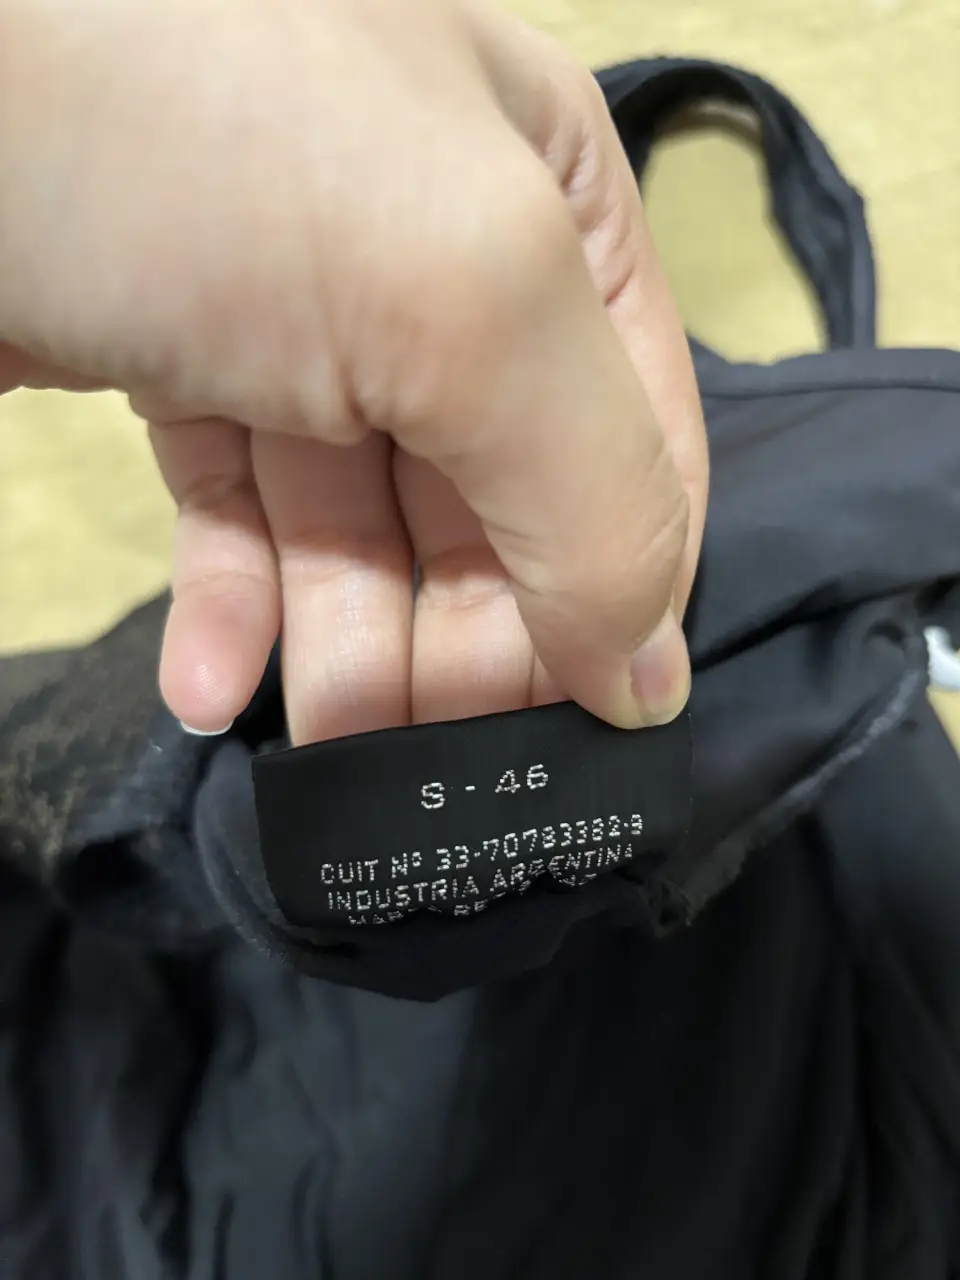 S - 46
CUIT Nº 33-70783382-9
INDUSTRIA ARGENTINA